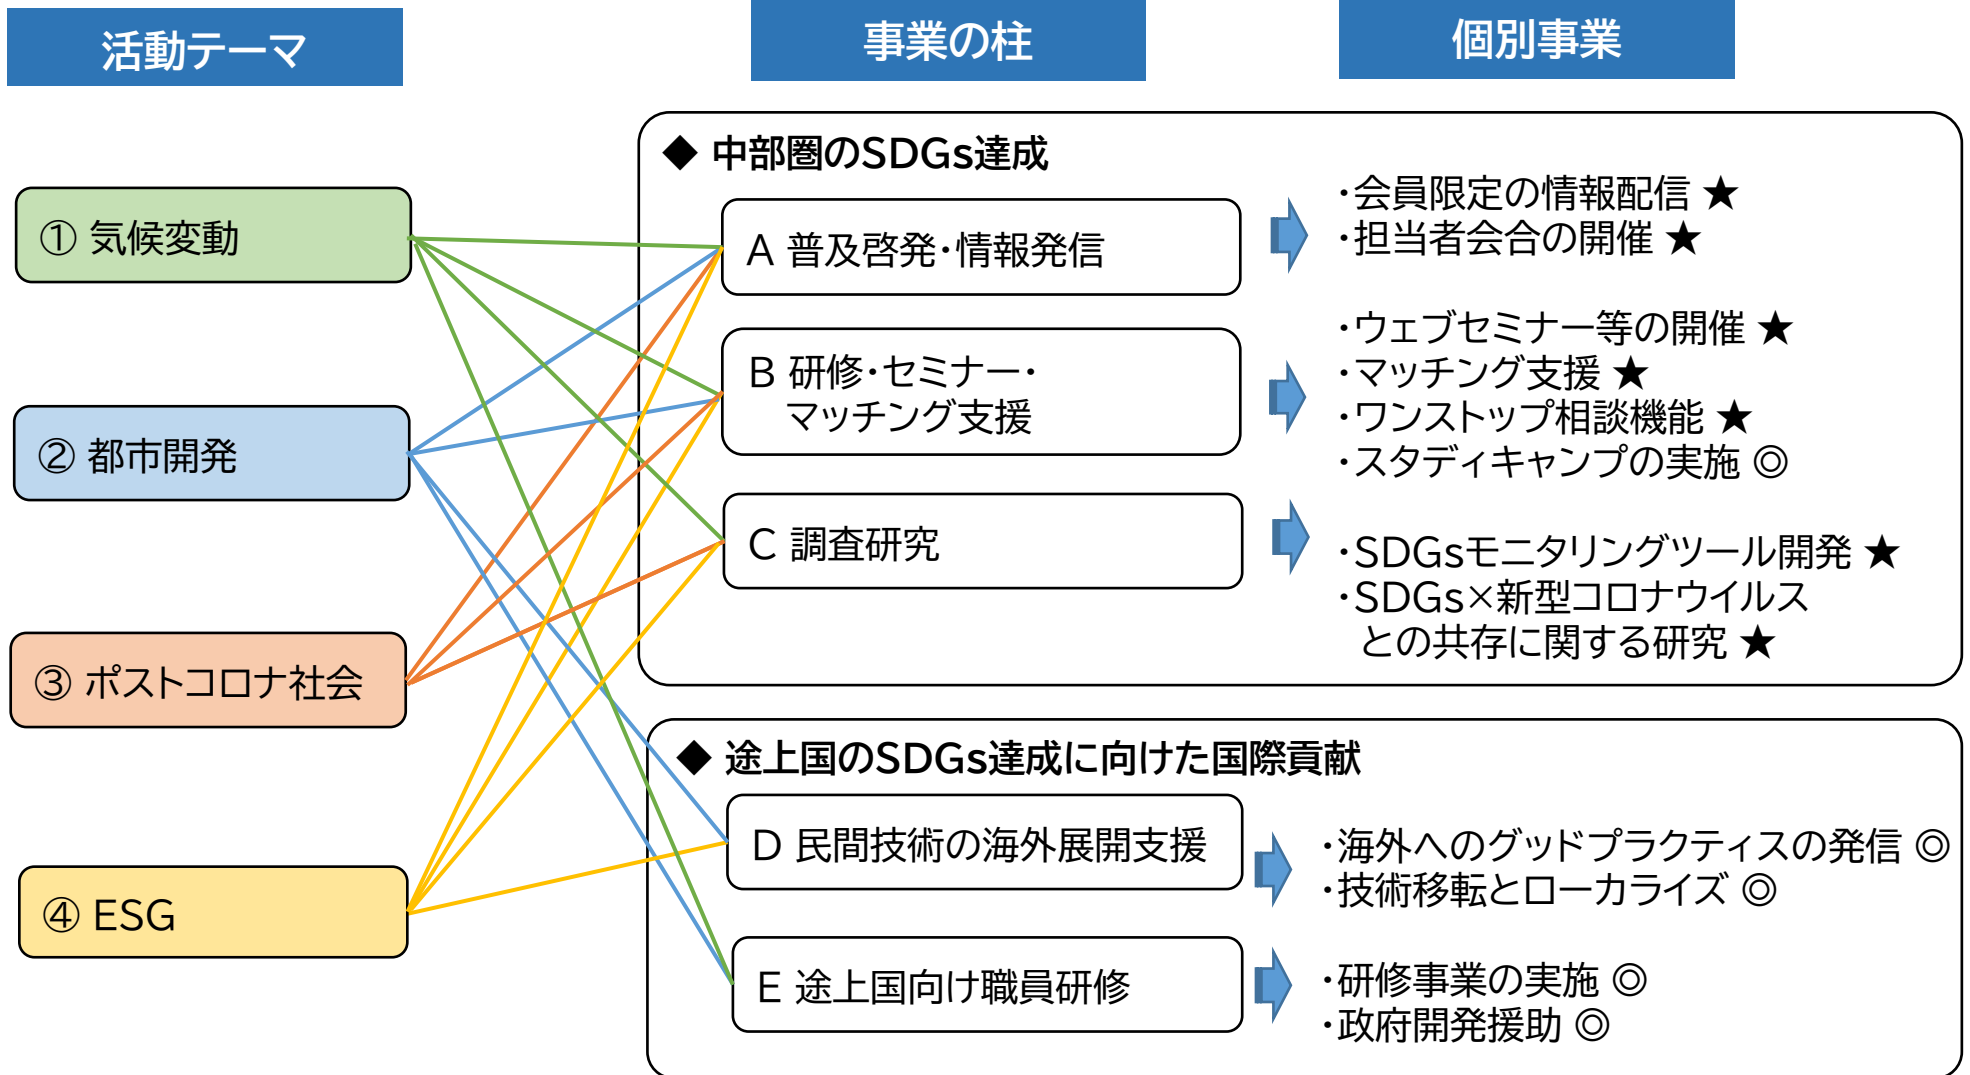 活動テーマ
事業の柱
個別事業
① 気候変動
② 都市開発
③ ポストコロナ社会
④ ESG
◆ 中部圏のSDGs達成
A 普及啓発・情報発信
・会員限定の情報配信 ★
・担当者会合の開催 ★
B 研修・セミナー・
マッチング支援
・ウェブセミナー等の開催 ★
・マッチング支援 ★
・ワンストップ相談機能 ★
・スタディキャンプの実施 ◎
C 調査研究
・SDGsモニタリングツール開発 ★
・SDGs×新型コロナウイルス
との共存に関する研究 ★
◆ 途上国のSDGs達成に向けた国際貢献
D 民間技術の海外展開支援
・海外へのグッドプラクティスの発信 ◎
・技術移転とローカライズ ◎
E 途上国向け職員研修
・研修事業の実施 ◎
・政府開発援助 ◎